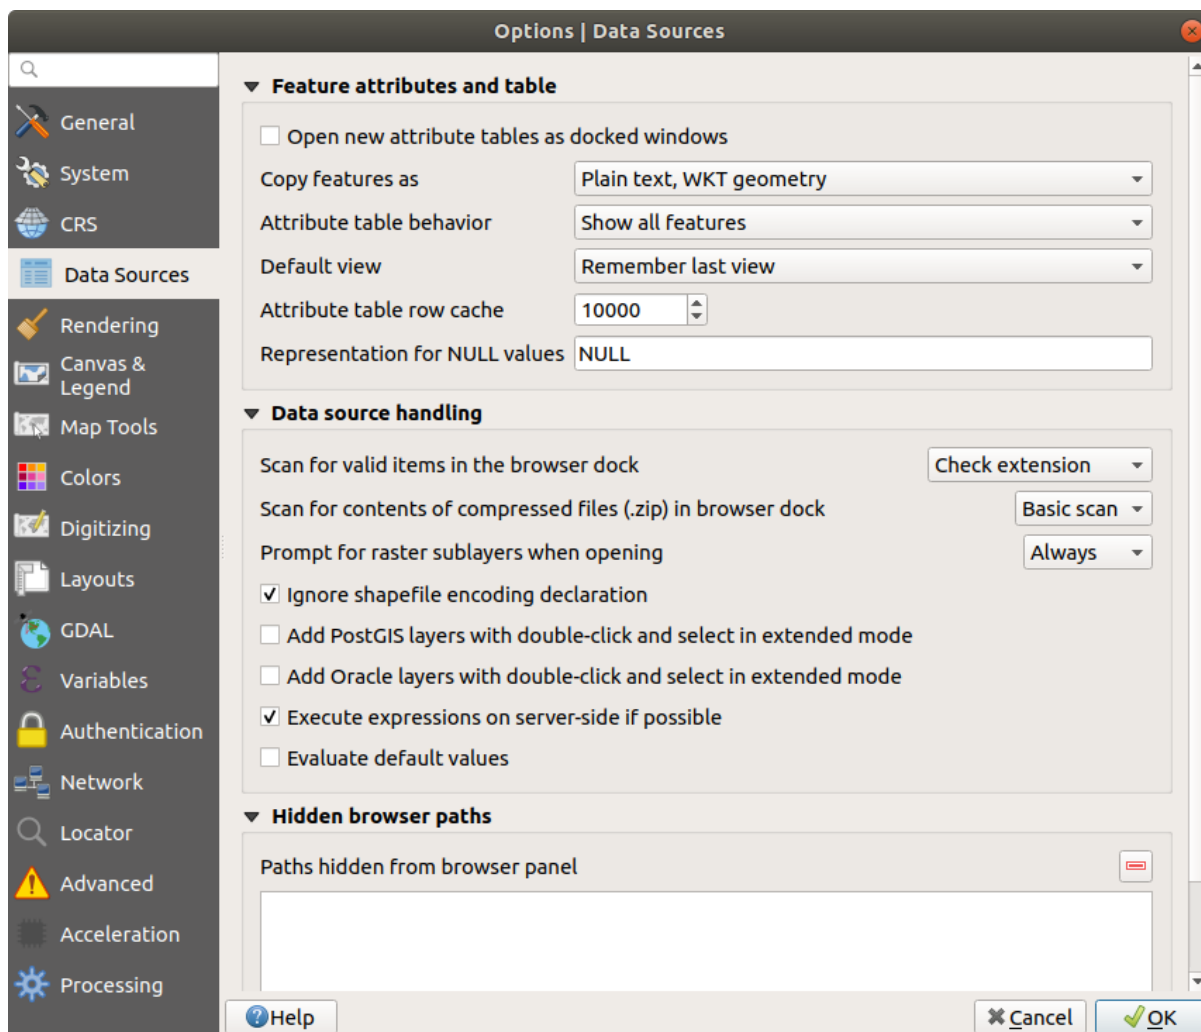 Options | Data Sources
General
System
CRS
Data Sources
Rendering
Canvas &
Legend
Map Tools
Colors
Digitizing
Layouts
GDAL
Variables
Authentication
Network
Locator
Advanced
Acceleration
Processing
Feature attributes and table
Open new attribute tables as docked windows
Copy features as Plain text, WKT geometry
Attribute table behavior Show all features
Default view Remember last view
Attribute table row cache 10000
Representation for NULL values NULL
Data source handling
Scan for valid items in the browser dock Check extension
Scan for contents of compressed files (.zip) in browser dock Basic scan
Prompt for raster sublayers when opening Always
Ignore shapefile encoding declaration
Add PostGIS layers with double-click and select in extended mode
Add Oracle layers with double-click and select in extended mode
Execute expressions on server-side if possible
Evaluate default values
Hidden browser paths
Paths hidden from browser panel
Help Cancel OK